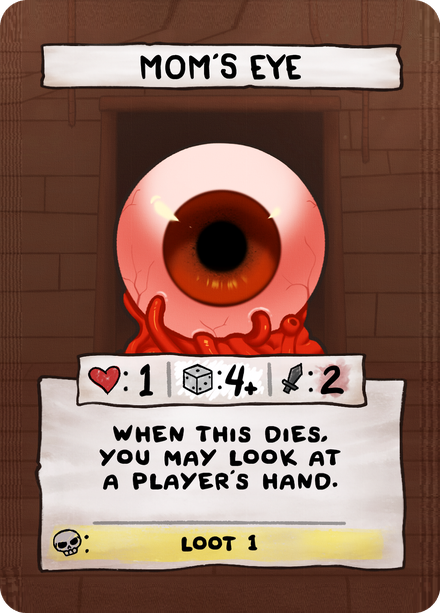 MOM'S EYE
: 1 : 4+ : 2
WHEN THIS DIES,
YOU MAY LOOK AT
A PLAYER'S HAND.
: LOOT 1